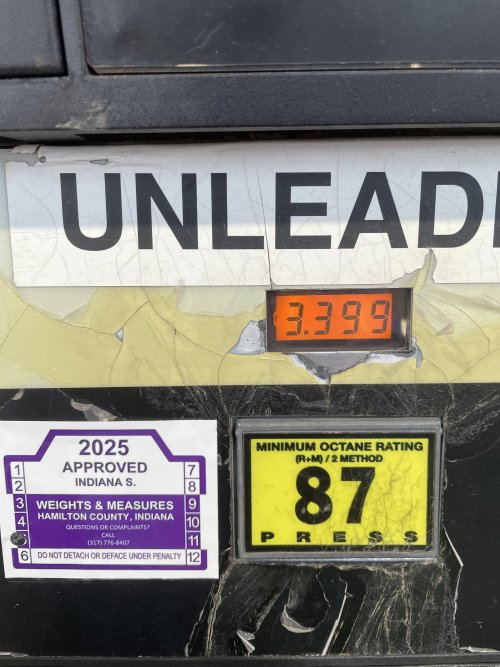 UNLEAD
3.399
2025
APPROVED
INDIANA S.
WEIGHTS & MEASURES
HAMILTON COUNTY, INDIANA
QUESTIONS OR COMPLAINTS?
CALL
(317) 776-8407
DO NOT DETACH OR DEFACE UNDER PENALTY
1
2
3
4
6
7
8
9
10
11
12
MINIMUM OCTANE RATING
(R+M) / 2 METHOD
87
PRESS